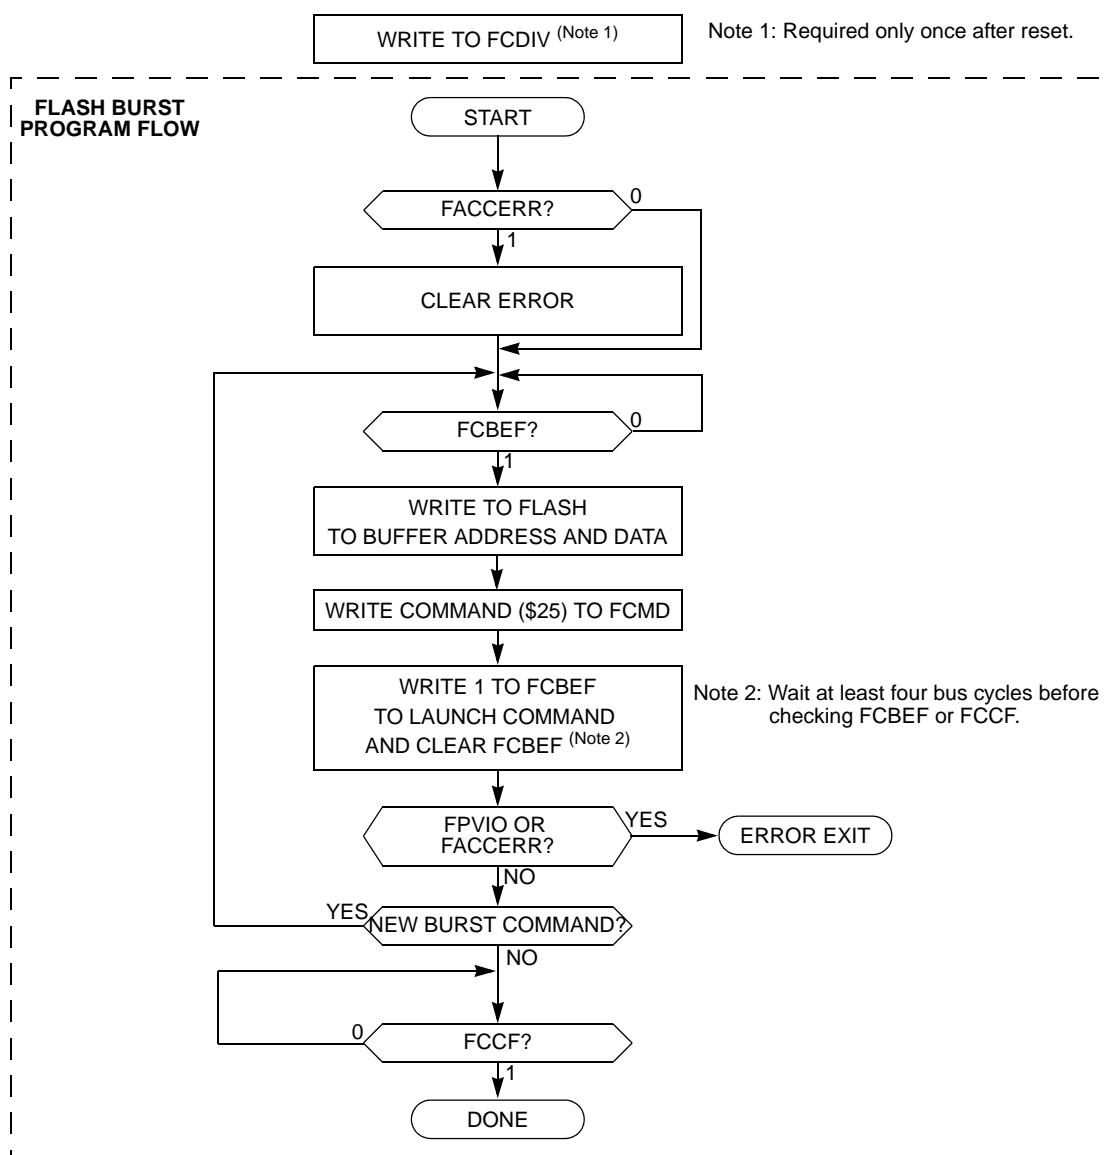 WRITE TO FCDIV (Note 1)
Note 1: Required only once after reset.
FLASH BURST
PROGRAM FLOW
START
FACCERR?
0
1
CLEAR ERROR
FCBEF?
0
1
WRITE TO FLASH
TO BUFFER ADDRESS AND DATA
WRITE COMMAND ($25) TO FCMD
WRITE 1 TO FCBEF
TO LAUNCH COMMAND
AND CLEAR FCBEF (Note 2)
Note 2: Wait at least four bus cycles before
checking FCBEF or FCCF.
FPVIO OR
FACCERR?
YES
ERROR EXIT
NO
YES
NEW BURST COMMAND?
NO
0
FCCF?
1
DONE